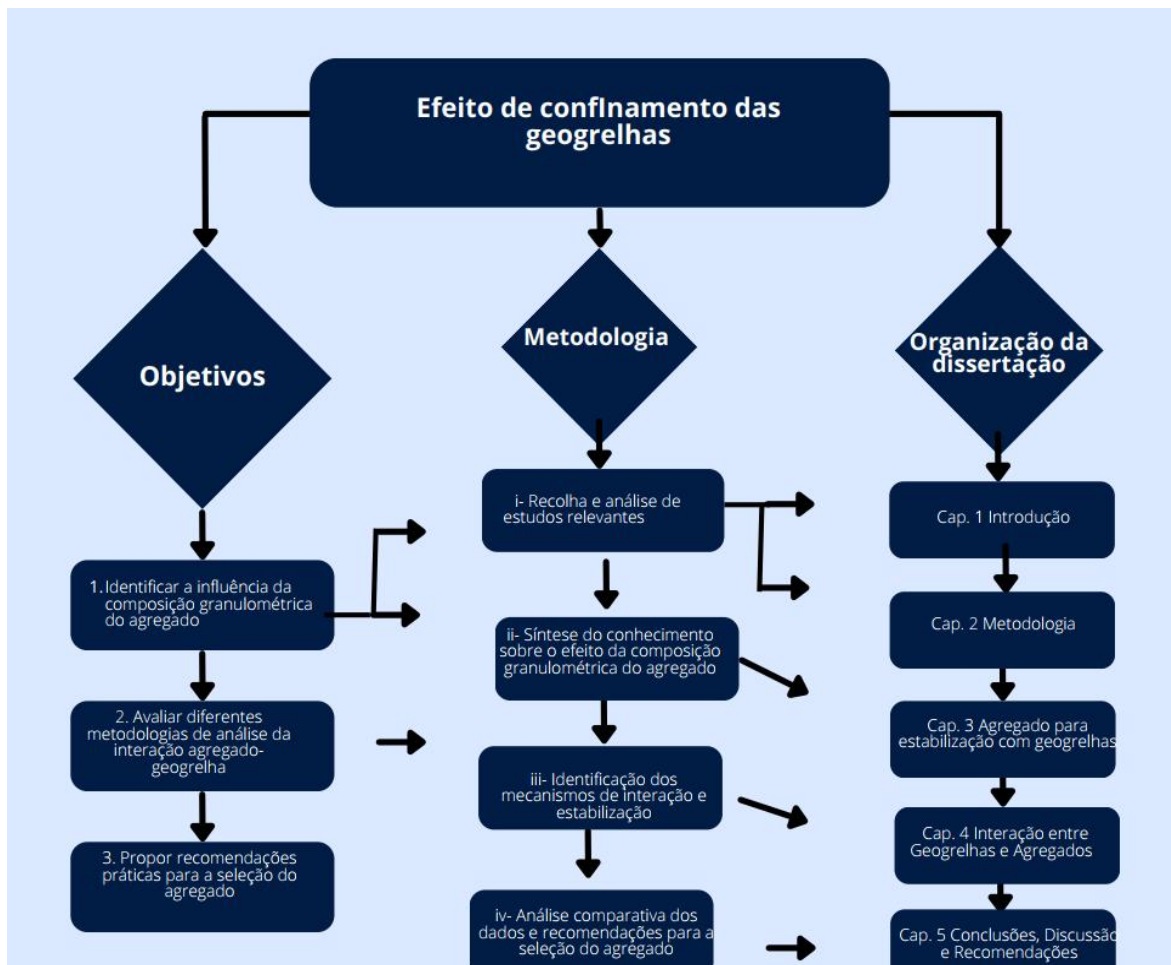 Efeito de confInamento das
geogrelhas
Objetivos
1. Identificar a influência da
composição granulométrica
do agregado
2. Avaliar diferentes
metodologias de análise da
interação agregado-
geogrelha
3. Propor recomendações
práticas para a seleção do
agregado
Metodologia
i- Recolha e análise de
estudos relevantes
ii- Síntese do conhecimento
sobre o efeito da composição
granulométrica do agregado
iii- Identificação dos
mecanismos de interação e
estabilização
iv- Análise comparativa dos
dados e recomendações para a
seleção do agregado
Organização da
dissertação
Cap. 1 Introdução
Cap. 2 Metodologia
Cap. 3 Agregado para
estabilização com geogrelhas
Cap. 4 Interação entre
Geogrelhas e Agregados
Cap. 5 Conclusões, Discussão
e Recomendações